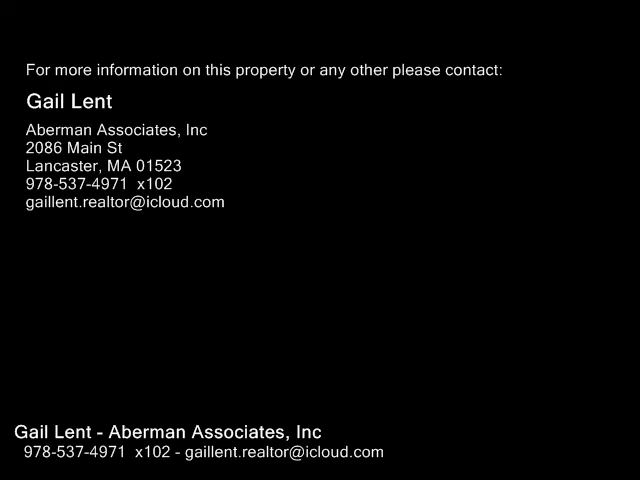 For more information on this property or any other please contact:
Gail Lent
Aberman Associates, Inc
2086 Main St
Lancaster, MA 01523
978-537-4971  x102
gaillent.realtor@icloud.com
Gail Lent - Aberman Associates, Inc
978-537-4971  x102 - gaillent.realtor@icloud.com